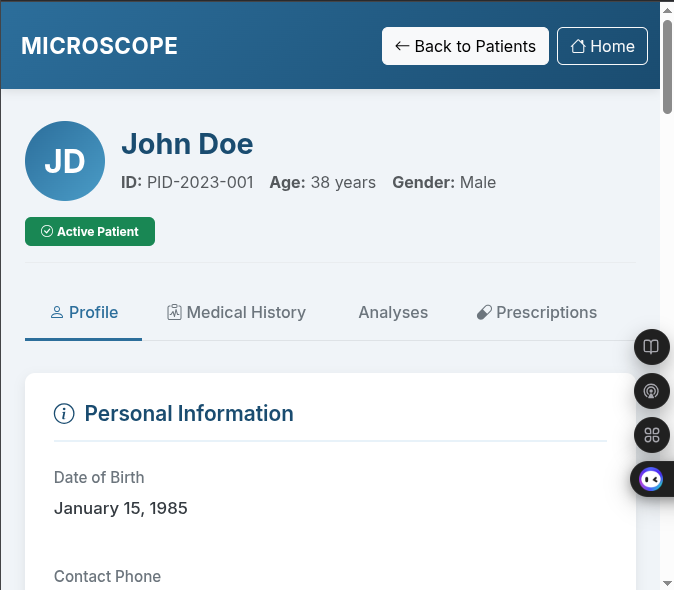 MICROSCOPE
Back to Patients
Home
JD
John Doe
ID: PID-2023-001 Age: 38 years Gender: Male
Active Patient
Profile
Medical History
Analyses
Prescriptions
Personal Information
Date of Birth
January 15, 1985
Contact Phone